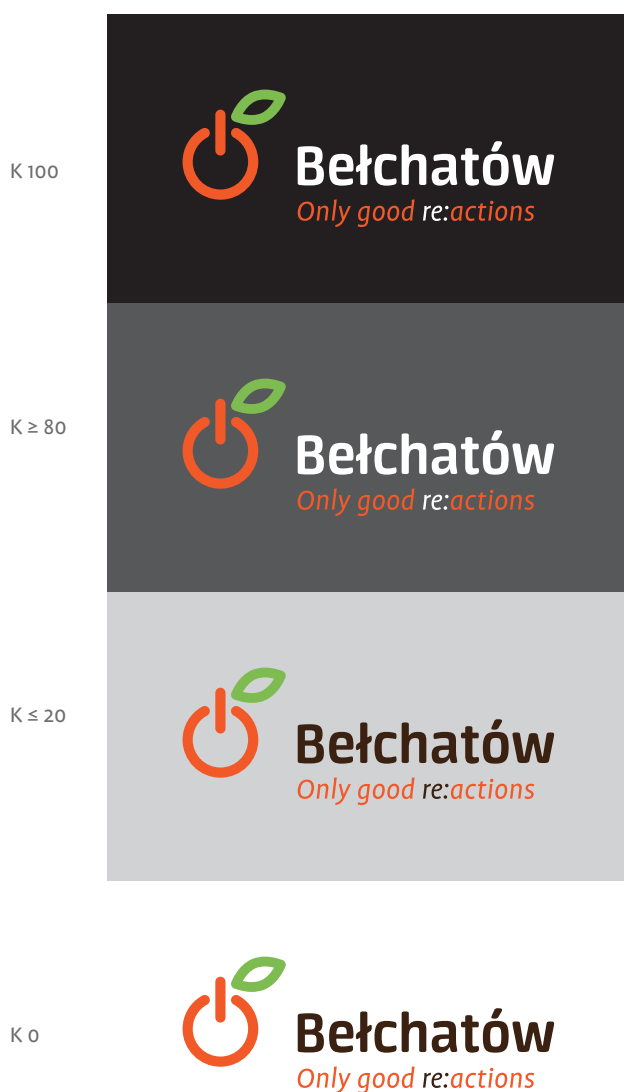 K 100
Bełchatów
Only good re:actions
K ≥ 80
Bełchatów
Only good re:actions
K ≤ 20
Bełchatów
Only good re:actions
K 0
Bełchatów
Only good re:actions